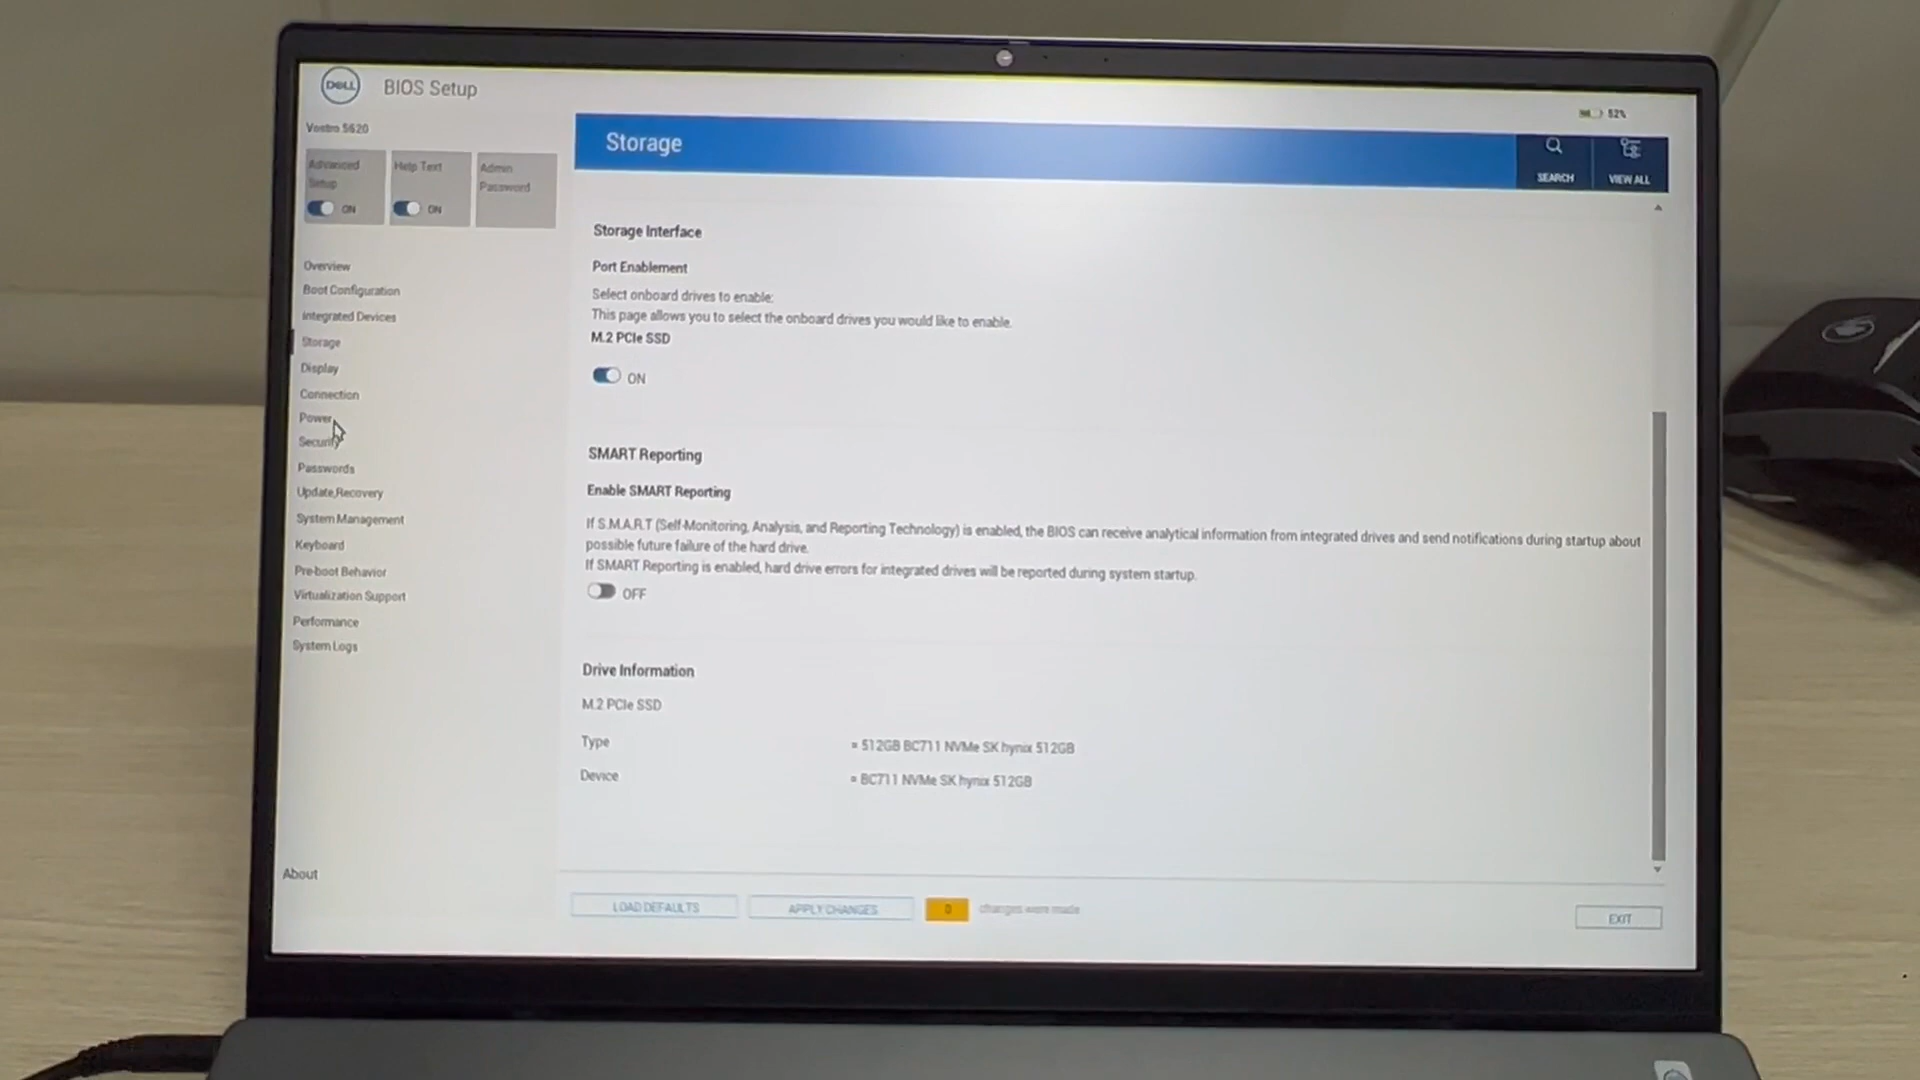 DELL
BIOS Setup
Vostro 5620
52%
Advanced Setup
ON
Help Text
ON
Admin Password
Storage
SEARCH
VIEW ALL
Overview
Boot Configuration
Integrated Devices
Storage
Display
Connection
Power
Security
Passwords
Update,Recovery
System Management
Keyboard
Pre-boot Behavior
Virtualization Support
Performance
System Logs
About
Storage Interface
Port Enablement
Select onboard drives to enable:
This page allows you to select the onboard drives you would like to enable.
M.2 PCIe SSD
ON
SMART Reporting
Enable SMART Reporting
If S.M.A.R.T (Self-Monitoring, Analysis, and Reporting Technology) is enabled, the BIOS can receive analytical information from integrated drives and send notifications during startup about
possible future failure of the hard drive.
If SMART Reporting is enabled, hard drive errors for integrated drives will be reported during system startup.
OFF
Drive Information
M.2 PCIe SSD
Type = 512GB BC711 NVMe SK hynix 512GB
Device = BC711 NVMe SK hynix 512GB
LOAD DEFAULTS
APPLY CHANGES
0
changes were made
EXIT